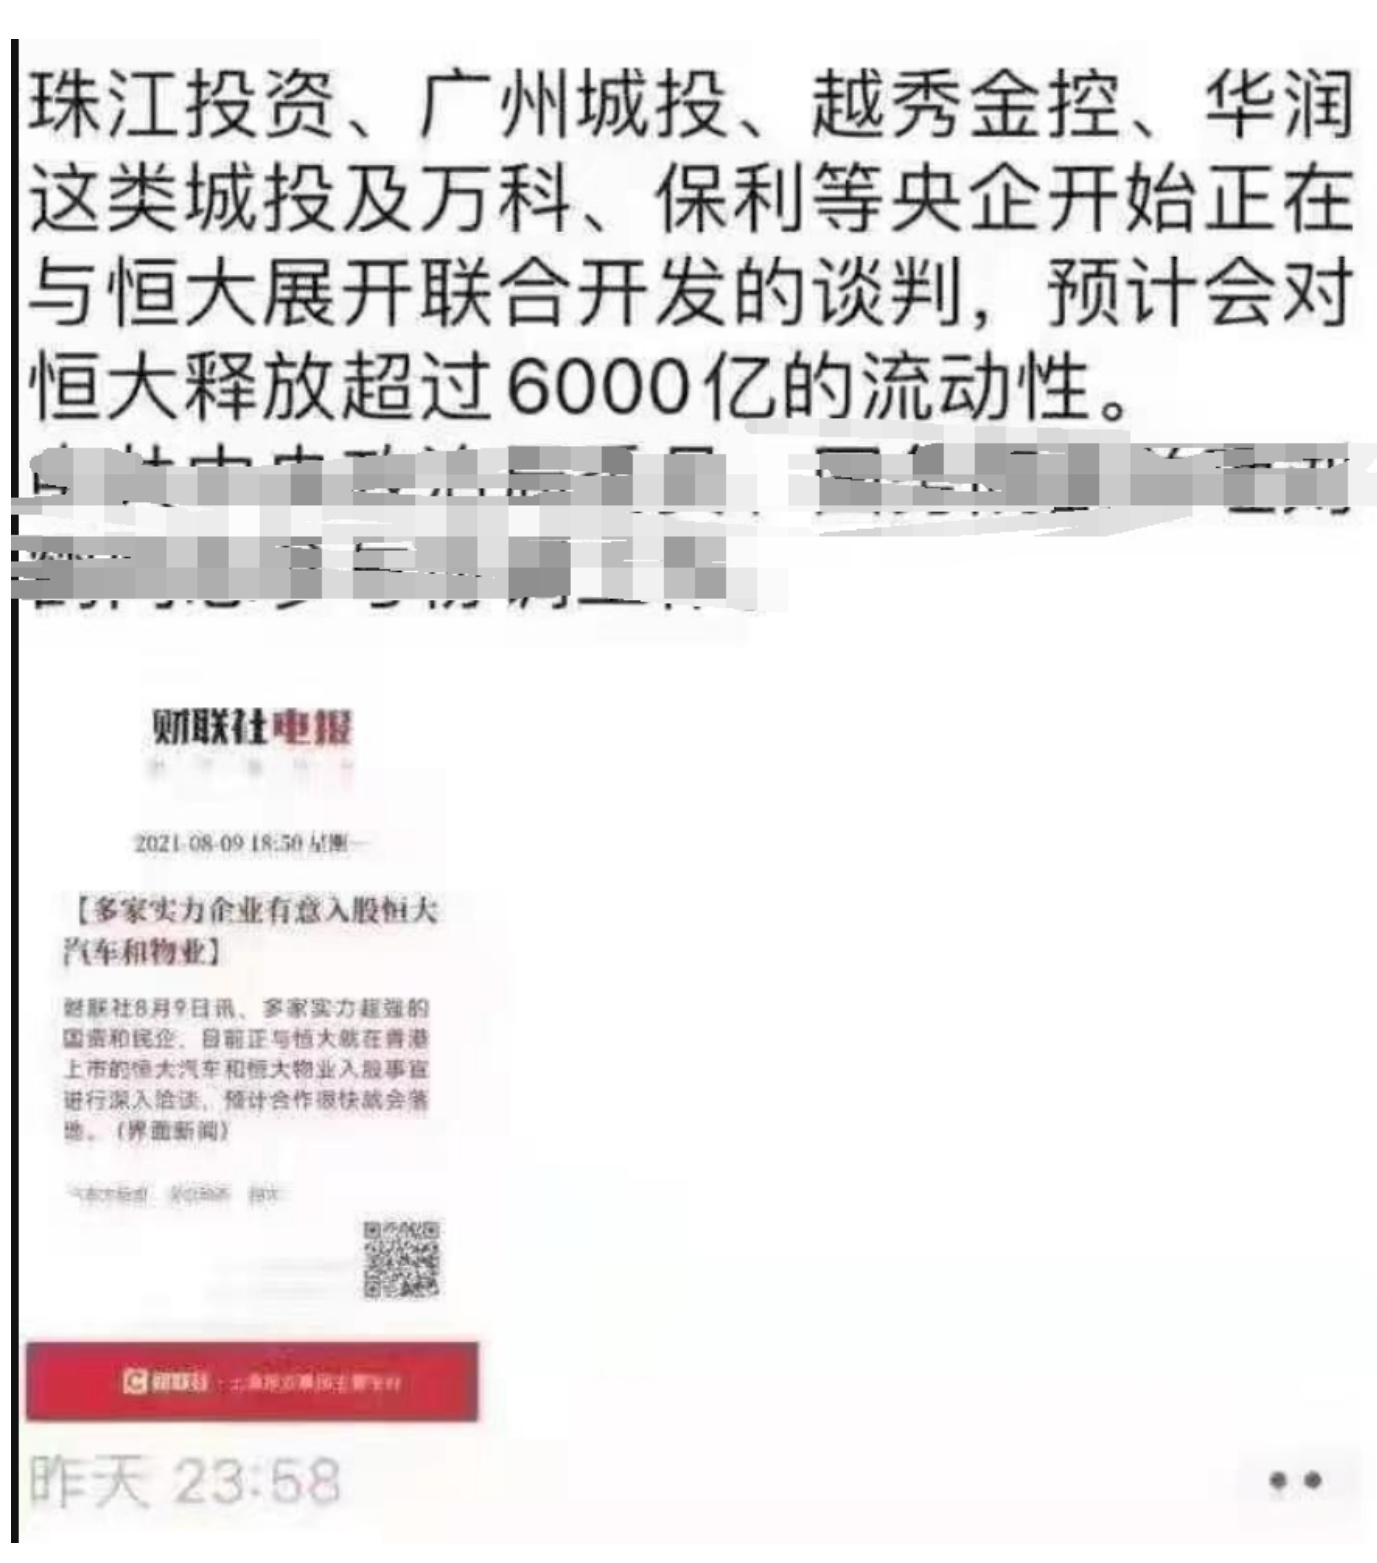 珠江投资、广州城投、越秀金控、华润
这类城投及万科、保利等央企开始正在
与恒大展开联合开发的谈判，预计会对
恒大释放超过6000亿的流动性。
财联社电报
2021-08-09 18:50 星期一
【多家实力企业有意入股恒大
汽车和物业】
财联社8月9日讯，多家实力超强的
国资和民企，目前正与恒大就在香港
上市的恒大汽车和恒大物业入股事宜
进行深入洽谈，预计合作很快就会落
地。（界面新闻）
昨天 23:58